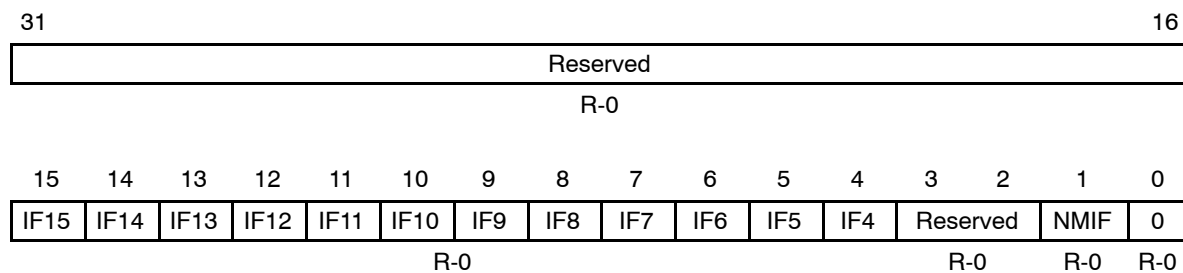 31 16
Reserved
R-0
15 14 13 12 11 10 9 8 7 6 5 4 3 2 1 0
IF15 IF14 IF13 IF12 IF11 IF10 IF9 IF8 IF7 IF6 IF5 IF4 Reserved NMIF 0
R-0 R-0 R-0 R-0